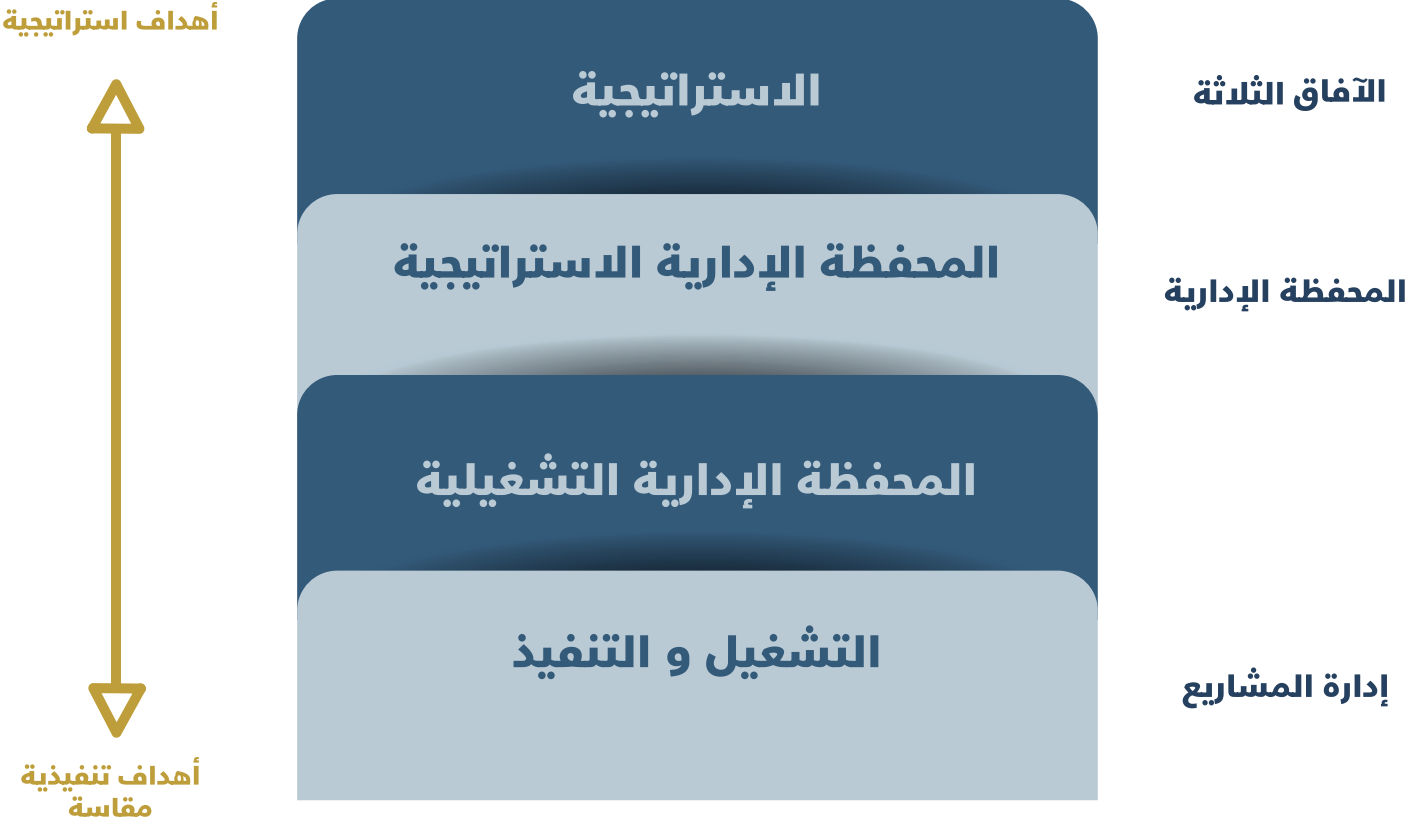 أهداف استراتيجية
الاستراتيجية
الآفاق الثلاثة
المحفظة الإدارية الاستراتيجية
المحفظة الإدارية
المحفظة الإدارية التشغيلية
التشغيل و التنفيذ
إدارة المشاريع
أهداف تنفيذية
مقاسة